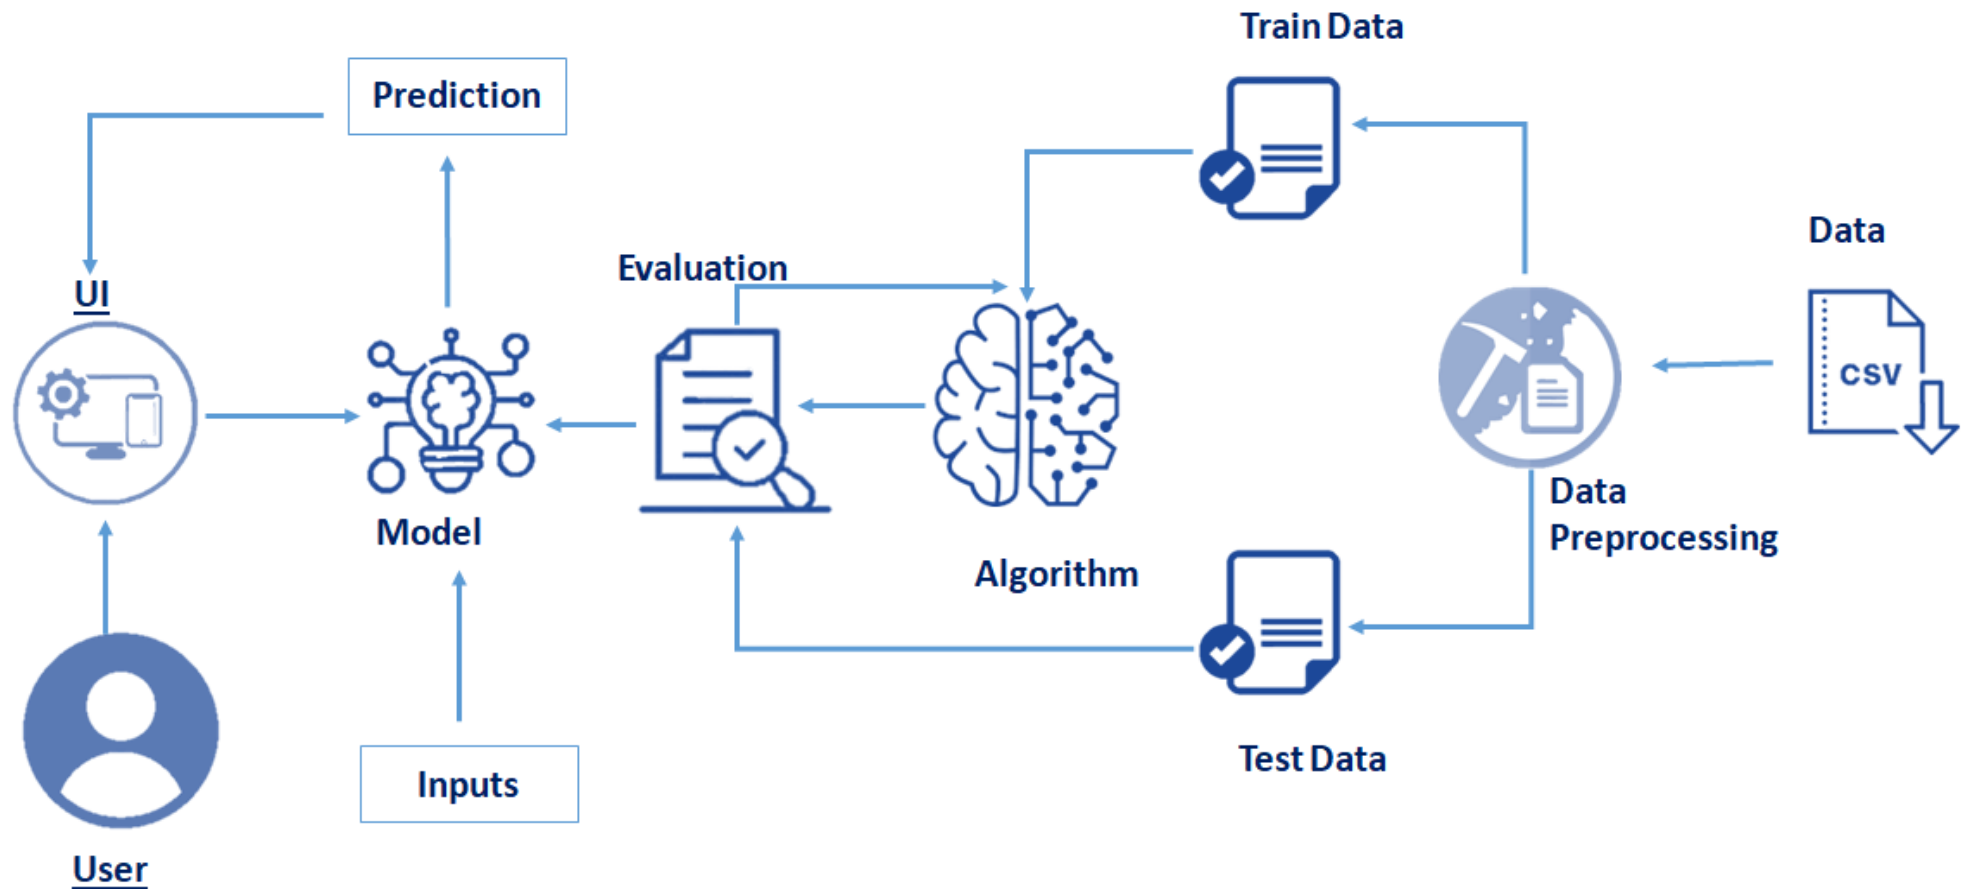 Train Data
Prediction
Data
Evaluation
UI
csv
Data
Preprocessing
Model
Algorithm
Test Data
Inputs
User